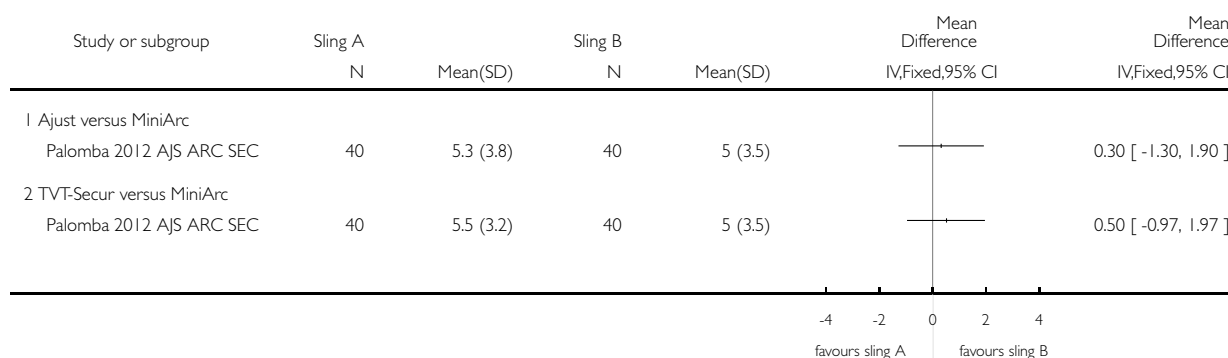 Study or subgroup Sling A Sling B Mean Difference Mean Difference
N Mean(SD) N Mean(SD) IV,Fixed,95% CI IV,Fixed,95% CI
1 Ajust versus MiniArc
Palomba 2012 AJS ARC SEC 40 5.3 (3.8) 40 5 (3.5) 0.30 [ -1.30, 1.90 ]
2 TVT-Secur versus MiniArc
Palomba 2012 AJS ARC SEC 40 5.5 (3.2) 40 5 (3.5) 0.50 [ -0.97, 1.97 ]
-4 -2 0 2 4
favours sling A favours sling B